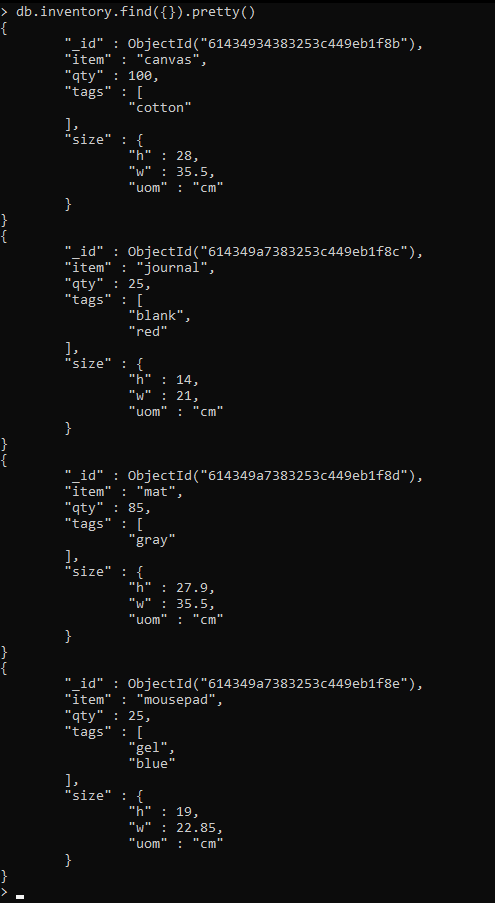 > db.inventory.find({}).pretty()
{
        "_id" : ObjectId("61434934383253c449eb1f8b"),
        "item" : "canvas",
        "qty" : 100,
        "tags" : [
                "cotton"
        ],
        "size" : {
                "h" : 28,
                "w" : 35.5,
                "uom" : "cm"
        }
}
{
        "_id" : ObjectId("614349a7383253c449eb1f8c"),
        "item" : "journal",
        "qty" : 25,
        "tags" : [
                "blank",
                "red"
        ],
        "size" : {
                "h" : 14,
                "w" : 21,
                "uom" : "cm"
        }
}
{
        "_id" : ObjectId("614349a7383253c449eb1f8d"),
        "item" : "mat",
        "qty" : 85,
        "tags" : [
                "gray"
        ],
        "size" : {
                "h" : 27.9,
                "w" : 35.5,
                "uom" : "cm"
        }
}
{
        "_id" : ObjectId("614349a7383253c449eb1f8e"),
        "item" : "mousepad",
        "qty" : 25,
        "tags" : [
                "gel",
                "blue"
        ],
        "size" : {
                "h" : 19,
                "w" : 22.85,
                "uom" : "cm"
        }
}
>